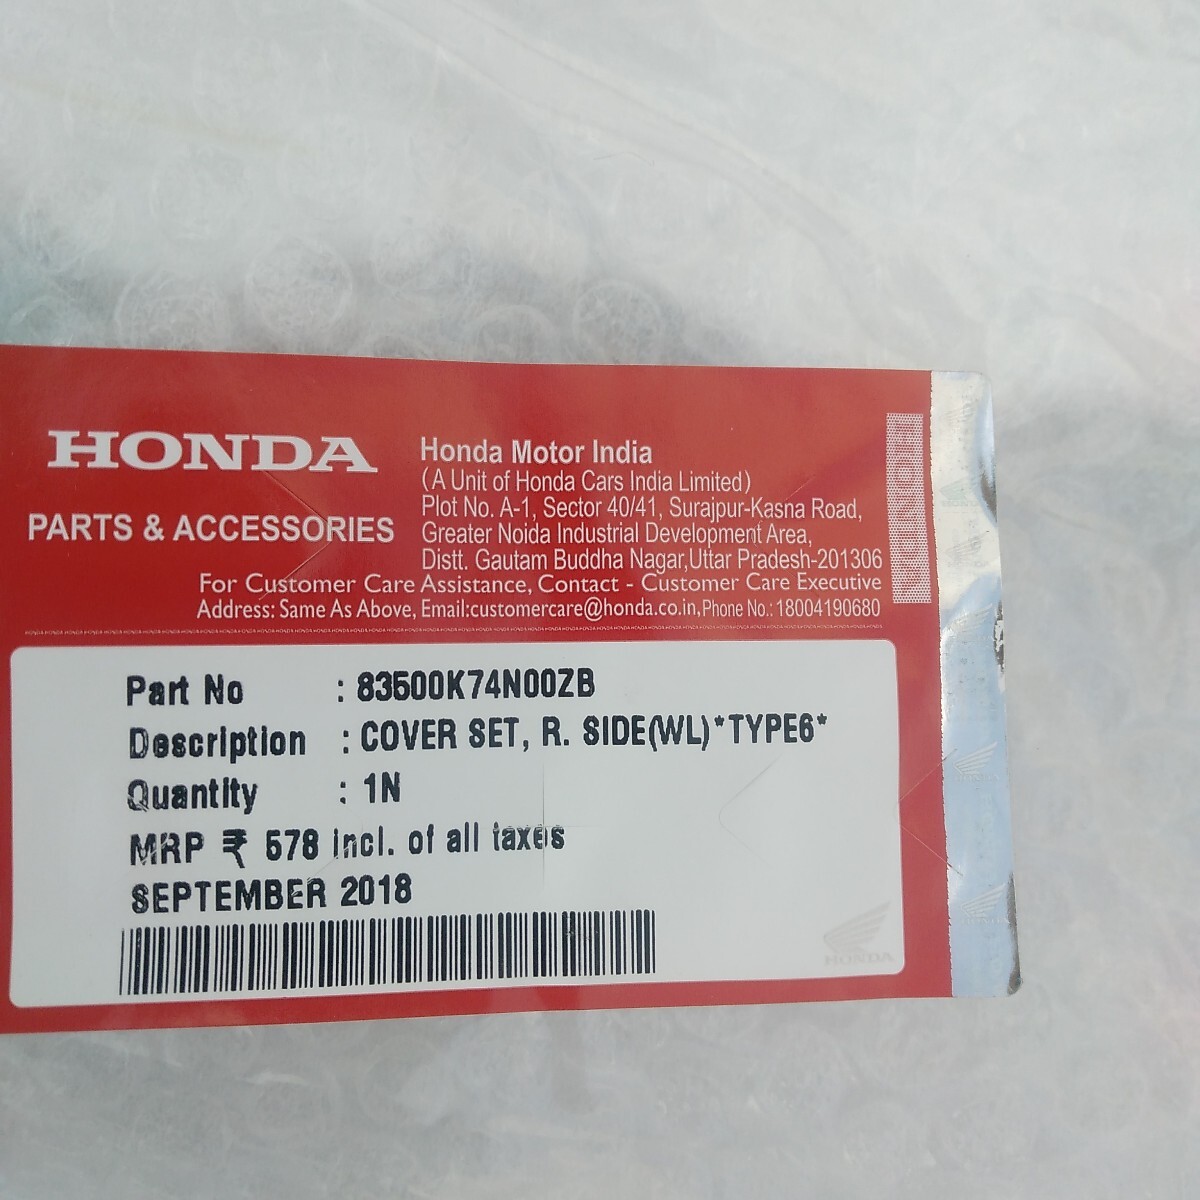 HONDA
PARTS & ACCESSORIES
Honda Motor India
(A Unit of Honda Cars India Limited)
Plot No. A-1, Sector 40/41, Surajpur-Kasna Road,
Greater Noida Industrial Development Area,
Distt. Gautam Buddha Nagar,Uttar Pradesh-201306
For Customer Care Assistance, Contact - Customer Care Executive
Address: Same As Above, Email:customercare@honda.co.in,Phone No.: 18004190680
Part No : 83500K74N00ZB
Description : COVER SET, R. SIDE(WL)*TYPE6*
Quantity : 1N
MRP ₹ 578 incl. of all taxes
SEPTEMBER 2018
HONDA